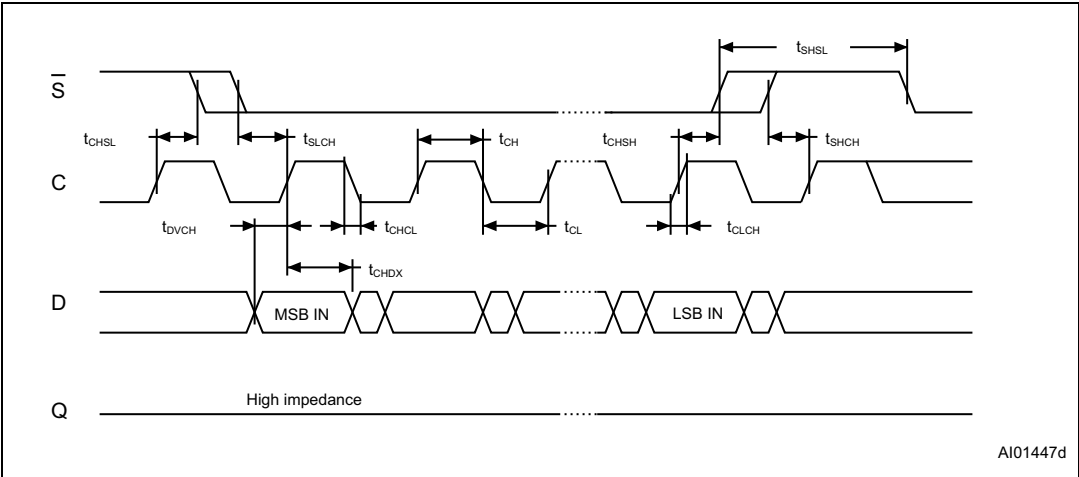 tSHSL
S̅
tCHSL
tSLCH
tCH
tCHSH
tSHCH
C
tDVCH
tCHCL
tCL
tCLCH
tCHDX
D
MSB IN
LSB IN
High impedance
Q
AI01447d